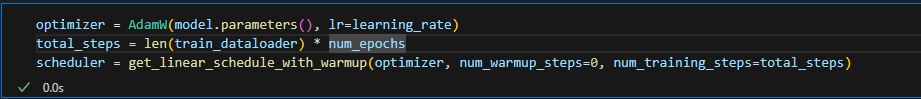 optimizer = AdamW(model.parameters(), lr=learning_rate)
total_steps = len(train_dataloader) * num_epochs
scheduler = get_linear_schedule_with_warmup(optimizer, num_warmup_steps=0, num_training_steps=total_steps)
0.0s